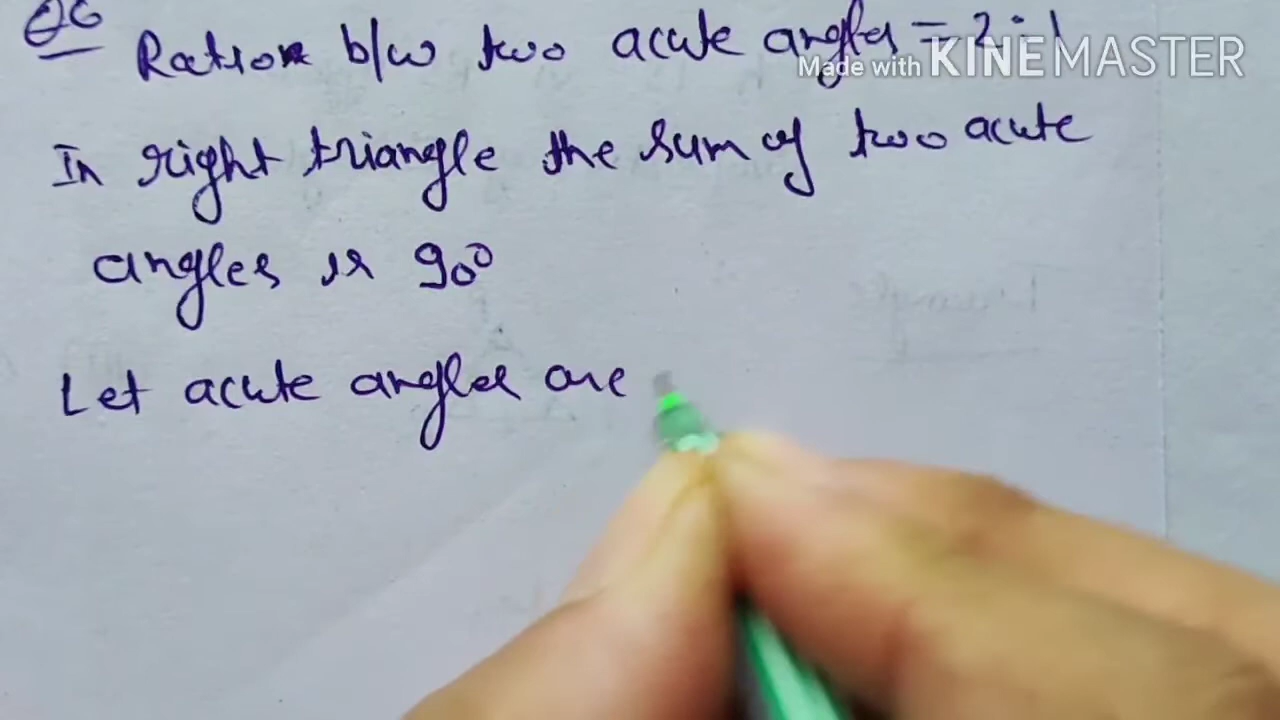 Q6 Ratio b/w two acute angles = 2:1
Made with KINEMASTER
In right triangle the sum of two acute
angles is 90°
Let acute angles are